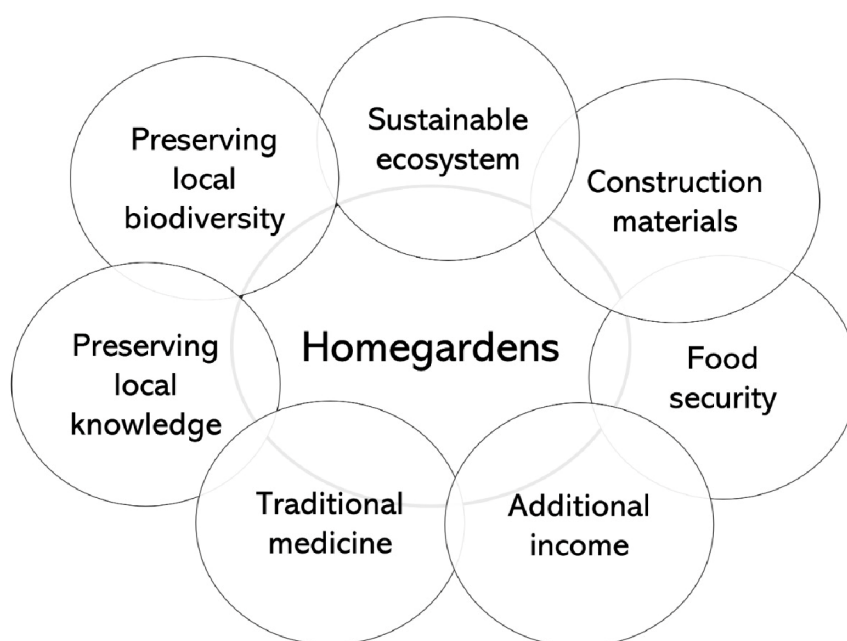 Sustainable
ecosystem
Preserving
local
biodiversity
Construction
materials
Homegardens
Preserving
local
knowledge
Food
security
Traditional
medicine
Additional
income